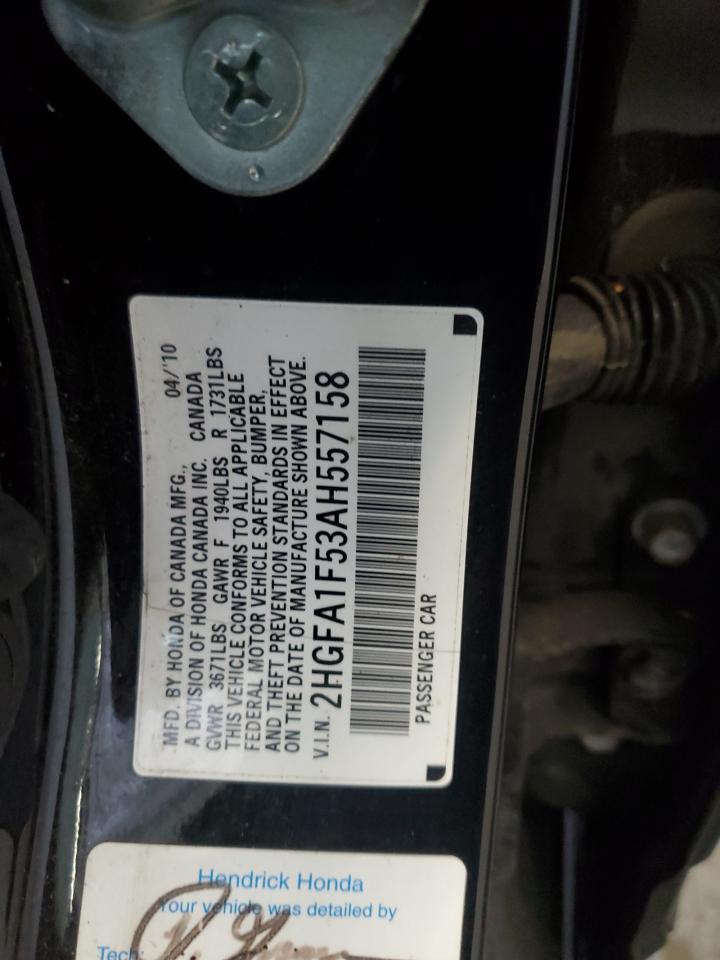 MFD. BY HONDA OF CANADA MFG., 04/'10
A DIVISION OF HONDA CANADA INC. CANADA
GVWR 3671LBS GAWR F 1940LBS R 1731LBS
THIS VEHICLE CONFORMS TO ALL APPLICABLE
FEDERAL MOTOR VEHICLE SAFETY, BUMPER,
AND THEFT PREVENTION STANDARDS IN EFFECT
ON THE DATE OF MANUFACTURE SHOWN ABOVE.
V.I.N. 2HGFA1F53AH557158
PASSENGER CAR
Hendrick Honda
Your vehicle was detailed by
Tech: